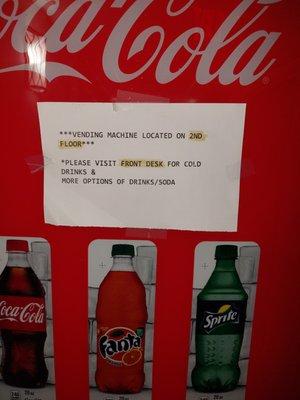 Coca-Cola
***VENDING MACHINE LOCATED ON 2ND
FLOOR***
*PLEASE VISIT FRONT DESK FOR COLD
DRINKS &
MORE OPTIONS OF DRINKS/SODA
Coca-Cola
Fanta
Sprite